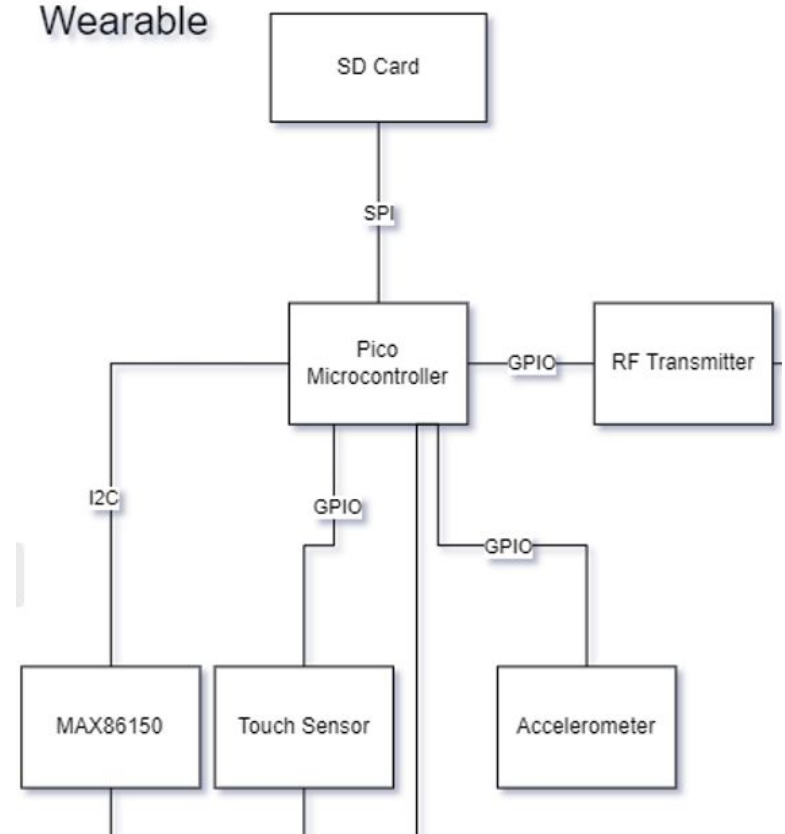 Wearable
SD Card
SPI
Pico
Microcontroller
GPIO
RF Transmitter
I2C
GPIO
GPIO
MAX86150
Touch Sensor
Accelerometer